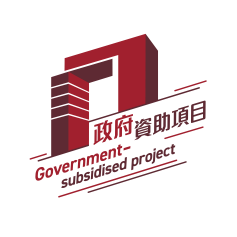 政府資助項目
Government-
subsidised project